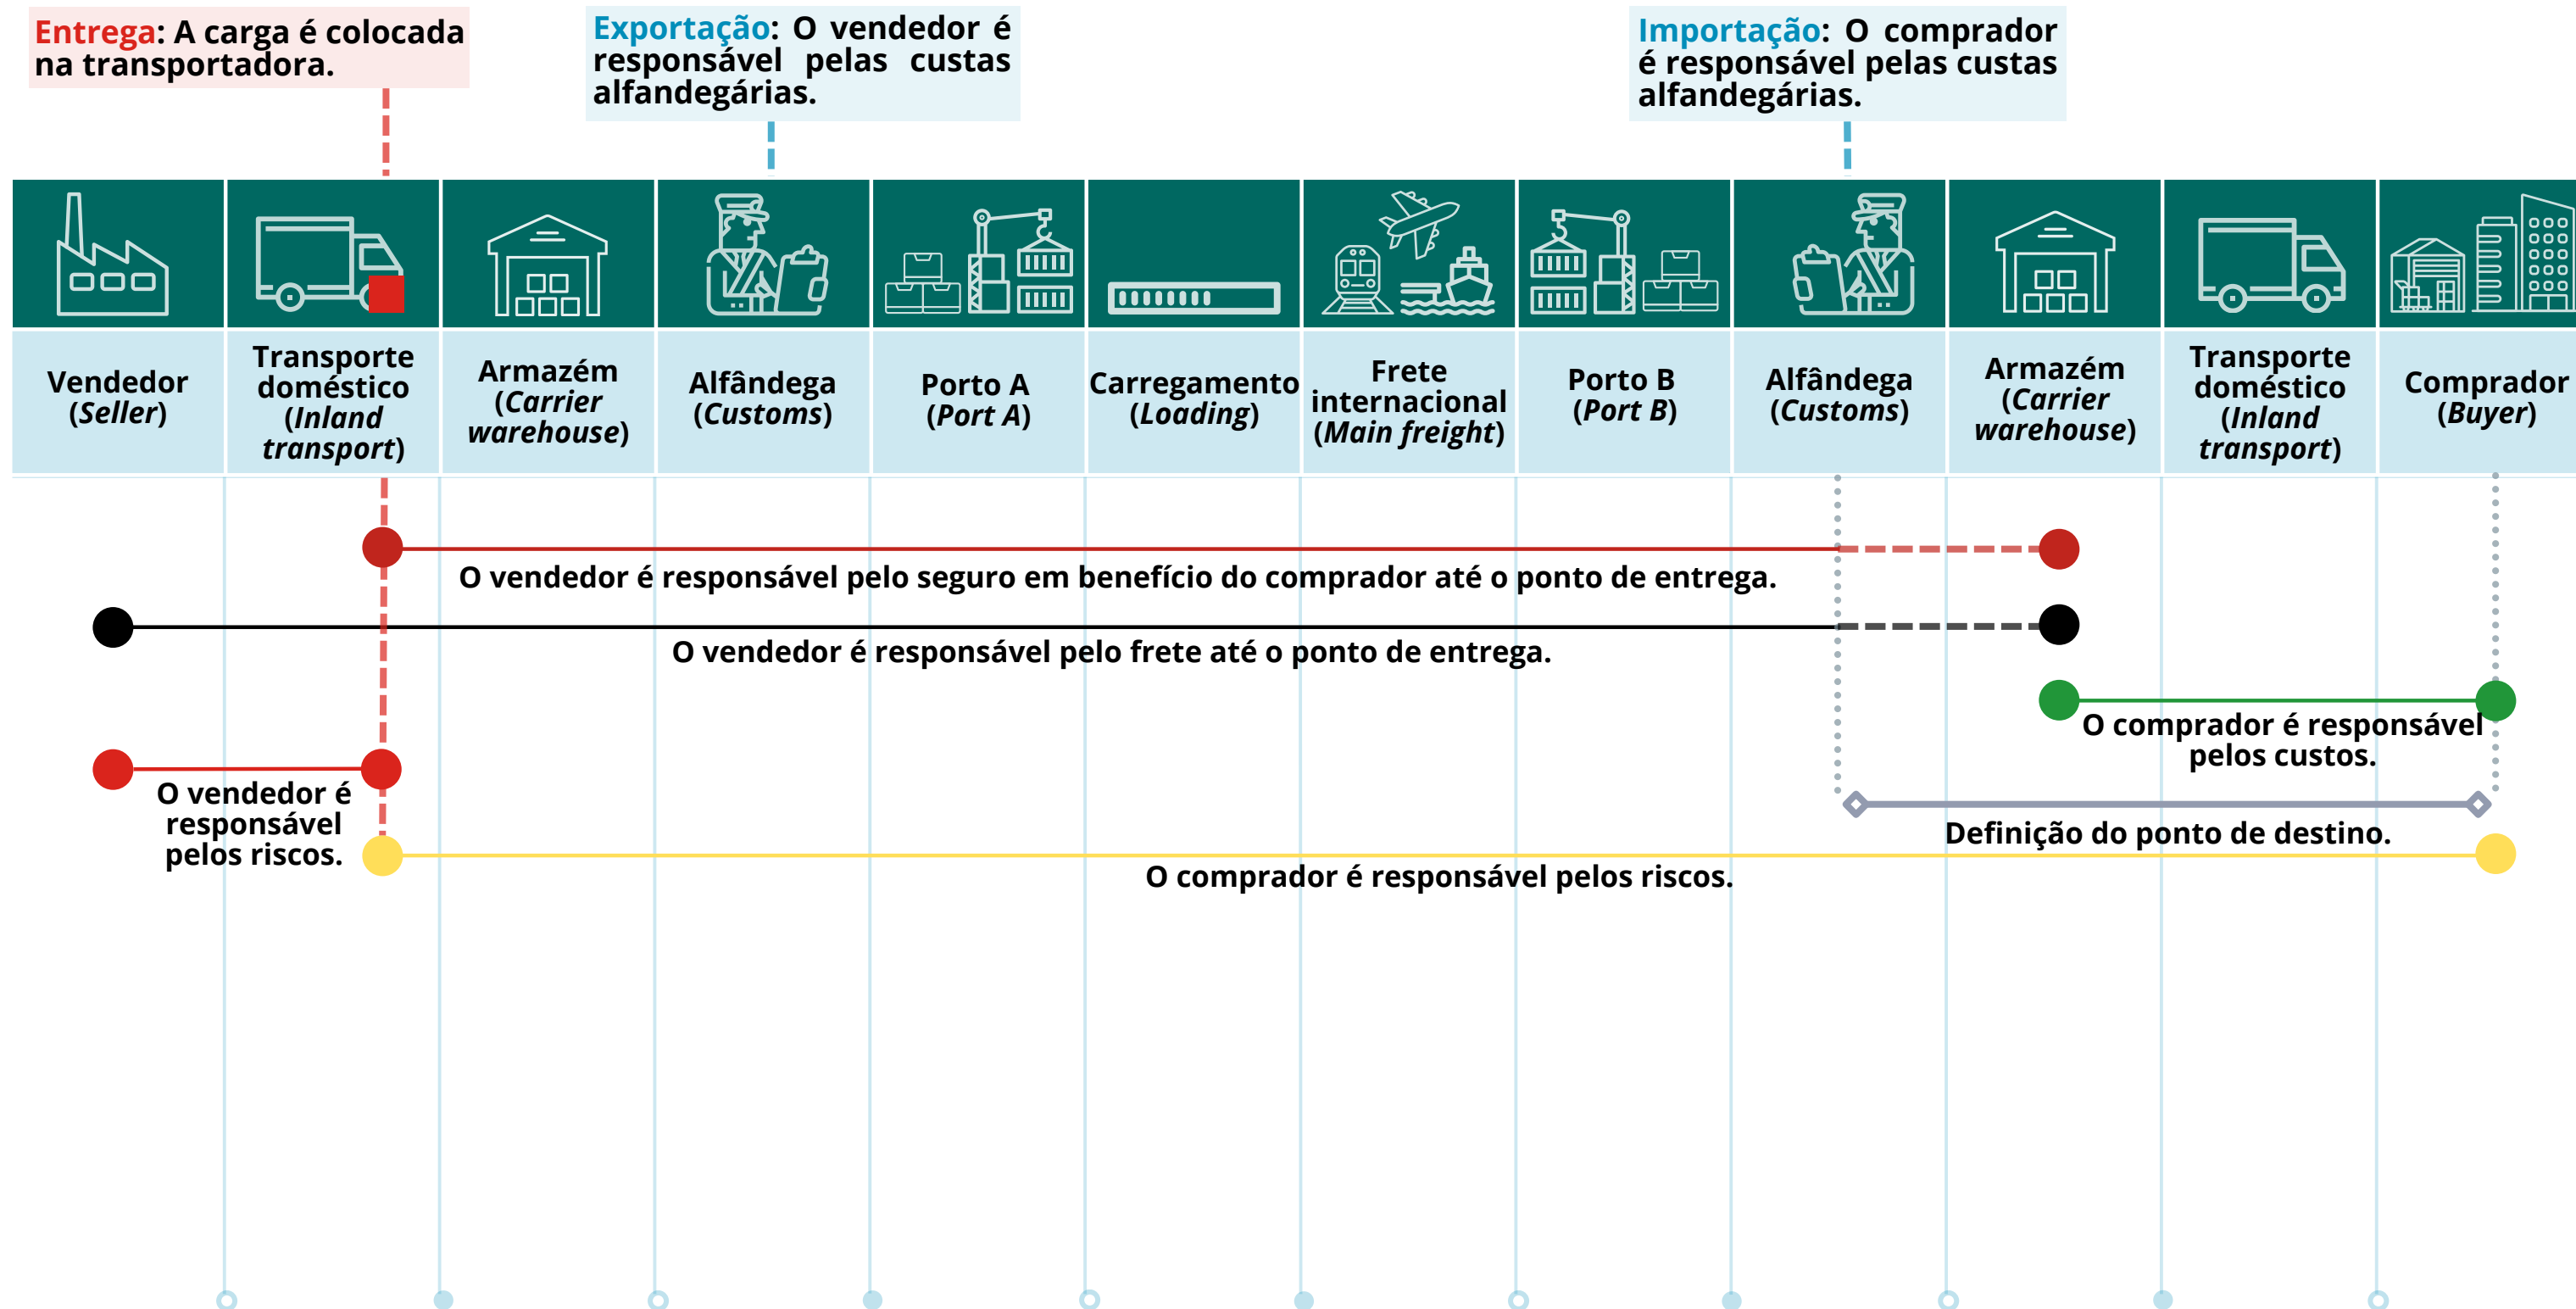 Entrega: A carga é colocada
na transportadora.
Exportação: O vendedor é
responsável pelas custas
alfandegárias.
Importação: O comprador
é responsável pelas custas
alfandegárias.
Vendedor
(Seller)
Transporte
doméstico
(Inland
transport)
Armazém
(Carrier
warehouse)
Alfândega
(Customs)
Porto A
(Port A)
Carregamento
(Loading)
Frete
internacional
(Main freight)
Porto B
(Port B)
Alfândega
(Customs)
Armazém
(Carrier
warehouse)
Transporte
doméstico
(Inland
transport)
Comprador
(Buyer)
O vendedor é responsável pelo seguro em benefício do comprador até o ponto de entrega.
O vendedor é responsável pelo frete até o ponto de entrega.
O comprador é responsável
pelos custos.
O vendedor é
responsável
pelos riscos.
Definição do ponto de destino.
O comprador é responsável pelos riscos.